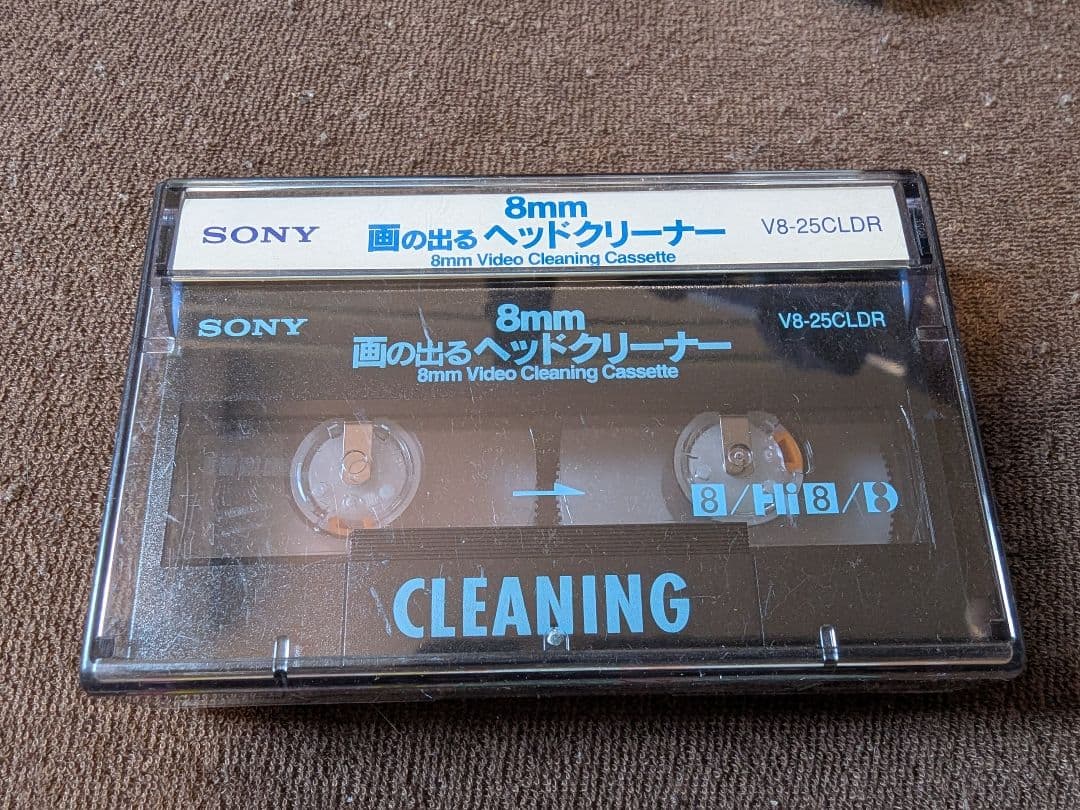 8mm
SONY 画の出るヘッドクリーナー V8-25CLDR
8mm Video Cleaning Cassette
8mm
SONY V8-25CLDR
画の出るヘッドクリーナー
8mm Video Cleaning Cassette
8/Hi8/D8
CLEANING